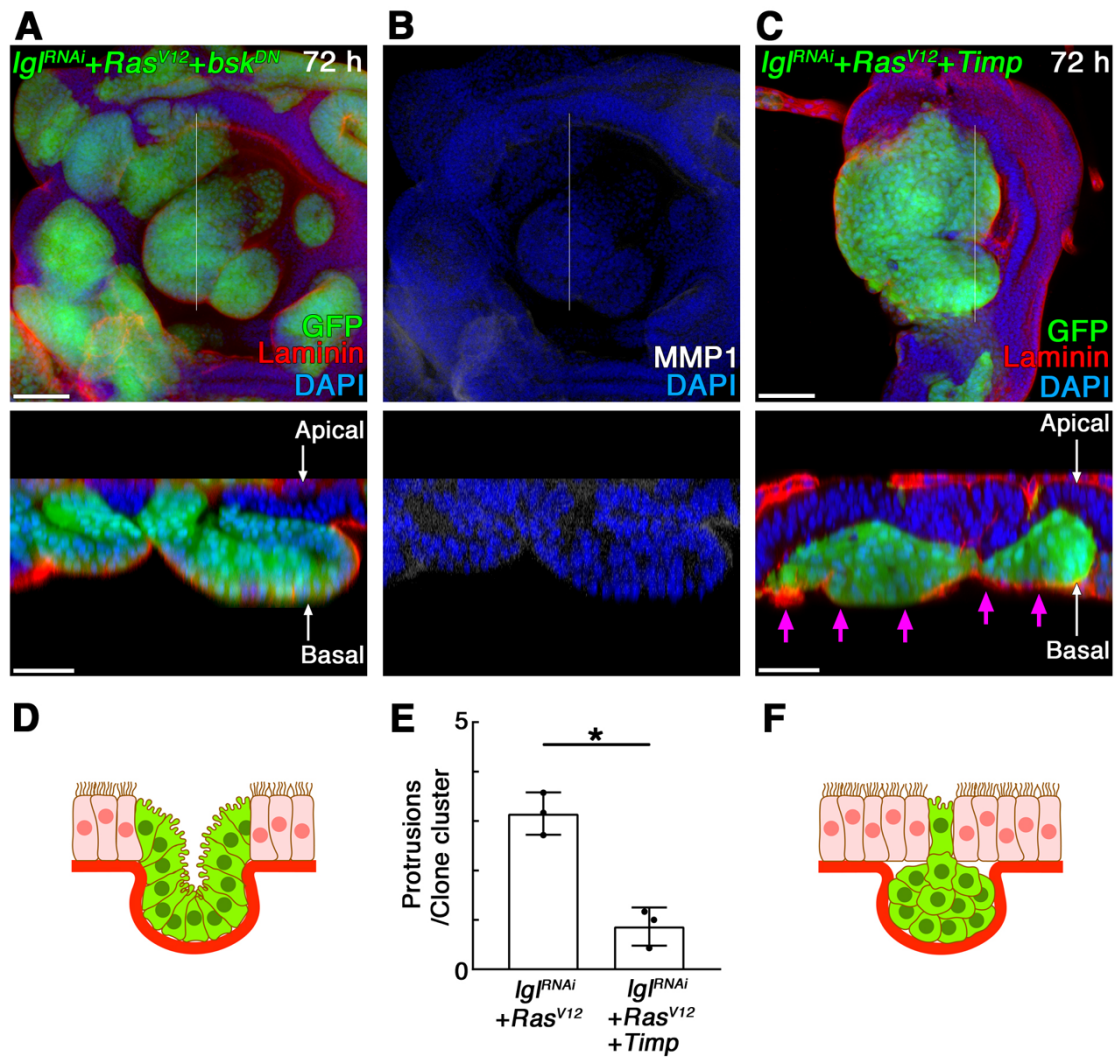 A
lgl^RNAi+Ras^V12+bsk^DN 72 h
GFP
Laminin
DAPI
Apical
Basal
B
MMP1
DAPI
C
lgl^RNAi+Ras^V12+Timp 72 h
GFP
Laminin
DAPI
Apical
Basal
D
E
Protrusions
/Clone cluster
5
0
*
lgl^RNAi
+Ras^V12
lgl^RNAi
+Ras^V12
+Timp
F